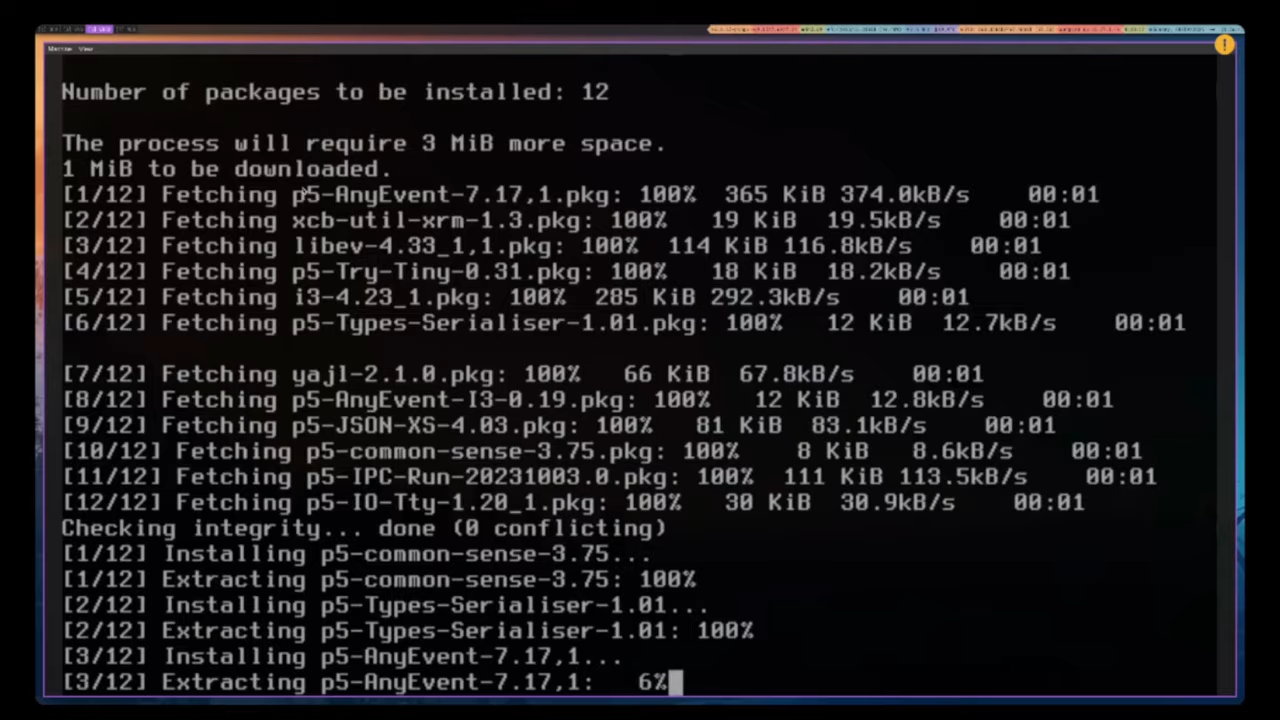 Machine View
Number of packages to be installed: 12
The process will require 3 MiB more space.
1 MiB to be downloaded.
[1/12] Fetching p5-AnyEvent-7.17,1.pkg: 100% 365 KiB 374.0kB/s 00:01
[2/12] Fetching xcb-util-xrm-1.3.pkg: 100% 19 KiB 19.5kB/s 00:01
[3/12] Fetching libev-4.33_1,1.pkg: 100% 114 KiB 116.8kB/s 00:01
[4/12] Fetching p5-Try-Tiny-0.31.pkg: 100% 18 KiB 18.2kB/s 00:01
[5/12] Fetching i3-4.23_1.pkg: 100% 285 KiB 292.3kB/s 00:01
[6/12] Fetching p5-Types-Serialiser-1.01.pkg: 100% 12 KiB 12.7kB/s 00:01
[7/12] Fetching yajl-2.1.0.pkg: 100% 66 KiB 67.8kB/s 00:01
[8/12] Fetching p5-AnyEvent-I3-0.19.pkg: 100% 12 KiB 12.8kB/s 00:01
[9/12] Fetching p5-JSON-XS-4.03.pkg: 100% 81 KiB 83.1kB/s 00:01
[10/12] Fetching p5-common-sense-3.75.pkg: 100% 8 KiB 8.6kB/s 00:01
[11/12] Fetching p5-IPC-Run-20231003.0.pkg: 100% 111 KiB 113.5kB/s 00:01
[12/12] Fetching p5-IO-Tty-1.20_1.pkg: 100% 30 KiB 30.9kB/s 00:01
Checking integrity... done (0 conflicting)
[1/12] Installing p5-common-sense-3.75...
[1/12] Extracting p5-common-sense-3.75: 100%
[2/12] Installing p5-Types-Serialiser-1.01...
[2/12] Extracting p5-Types-Serialiser-1.01: 100%
[3/12] Installing p5-AnyEvent-7.17,1...
[3/12] Extracting p5-AnyEvent-7.17,1: 6%